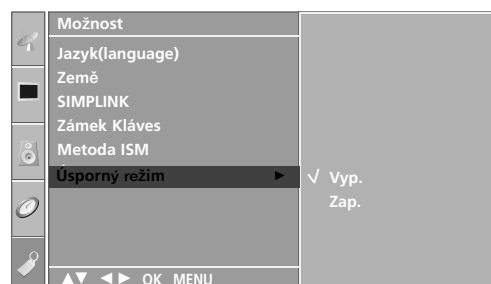 Možnost
Jazyk(language)
Země
SIMPLINK
Zámek Kláves
Metoda ISM
Úsporný režim ►
√ Vyp.
Zap.
▲▼ ◄► OK MENU